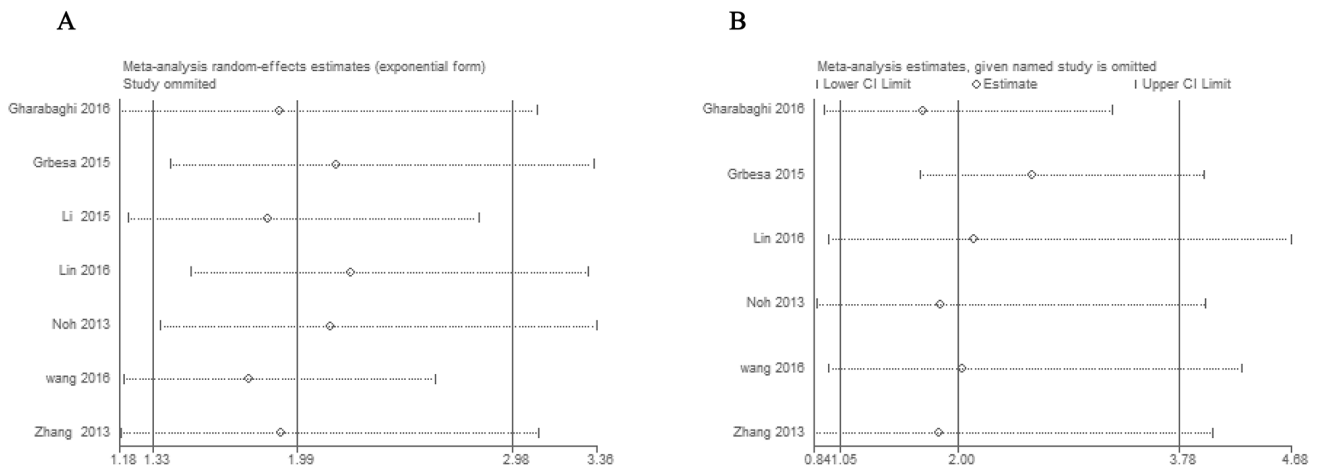 A
Meta-analysis random-effects estimates (exponential form)
Study ommited
Gharabaghi 2016
Grbesa 2015
Li 2015
Lin 2016
Noh 2013
wang 2016
Zhang 2013
1.18 1.33 1.99 2.98 3.36
B
Meta-analysis estimates, given named study is omitted
Lower CI Limit Estimate Upper CI Limit
Gharabaghi 2016
Grbesa 2015
Lin 2016
Noh 2013
wang 2016
Zhang 2013
0.84 1.05 2.00 3.78 4.68